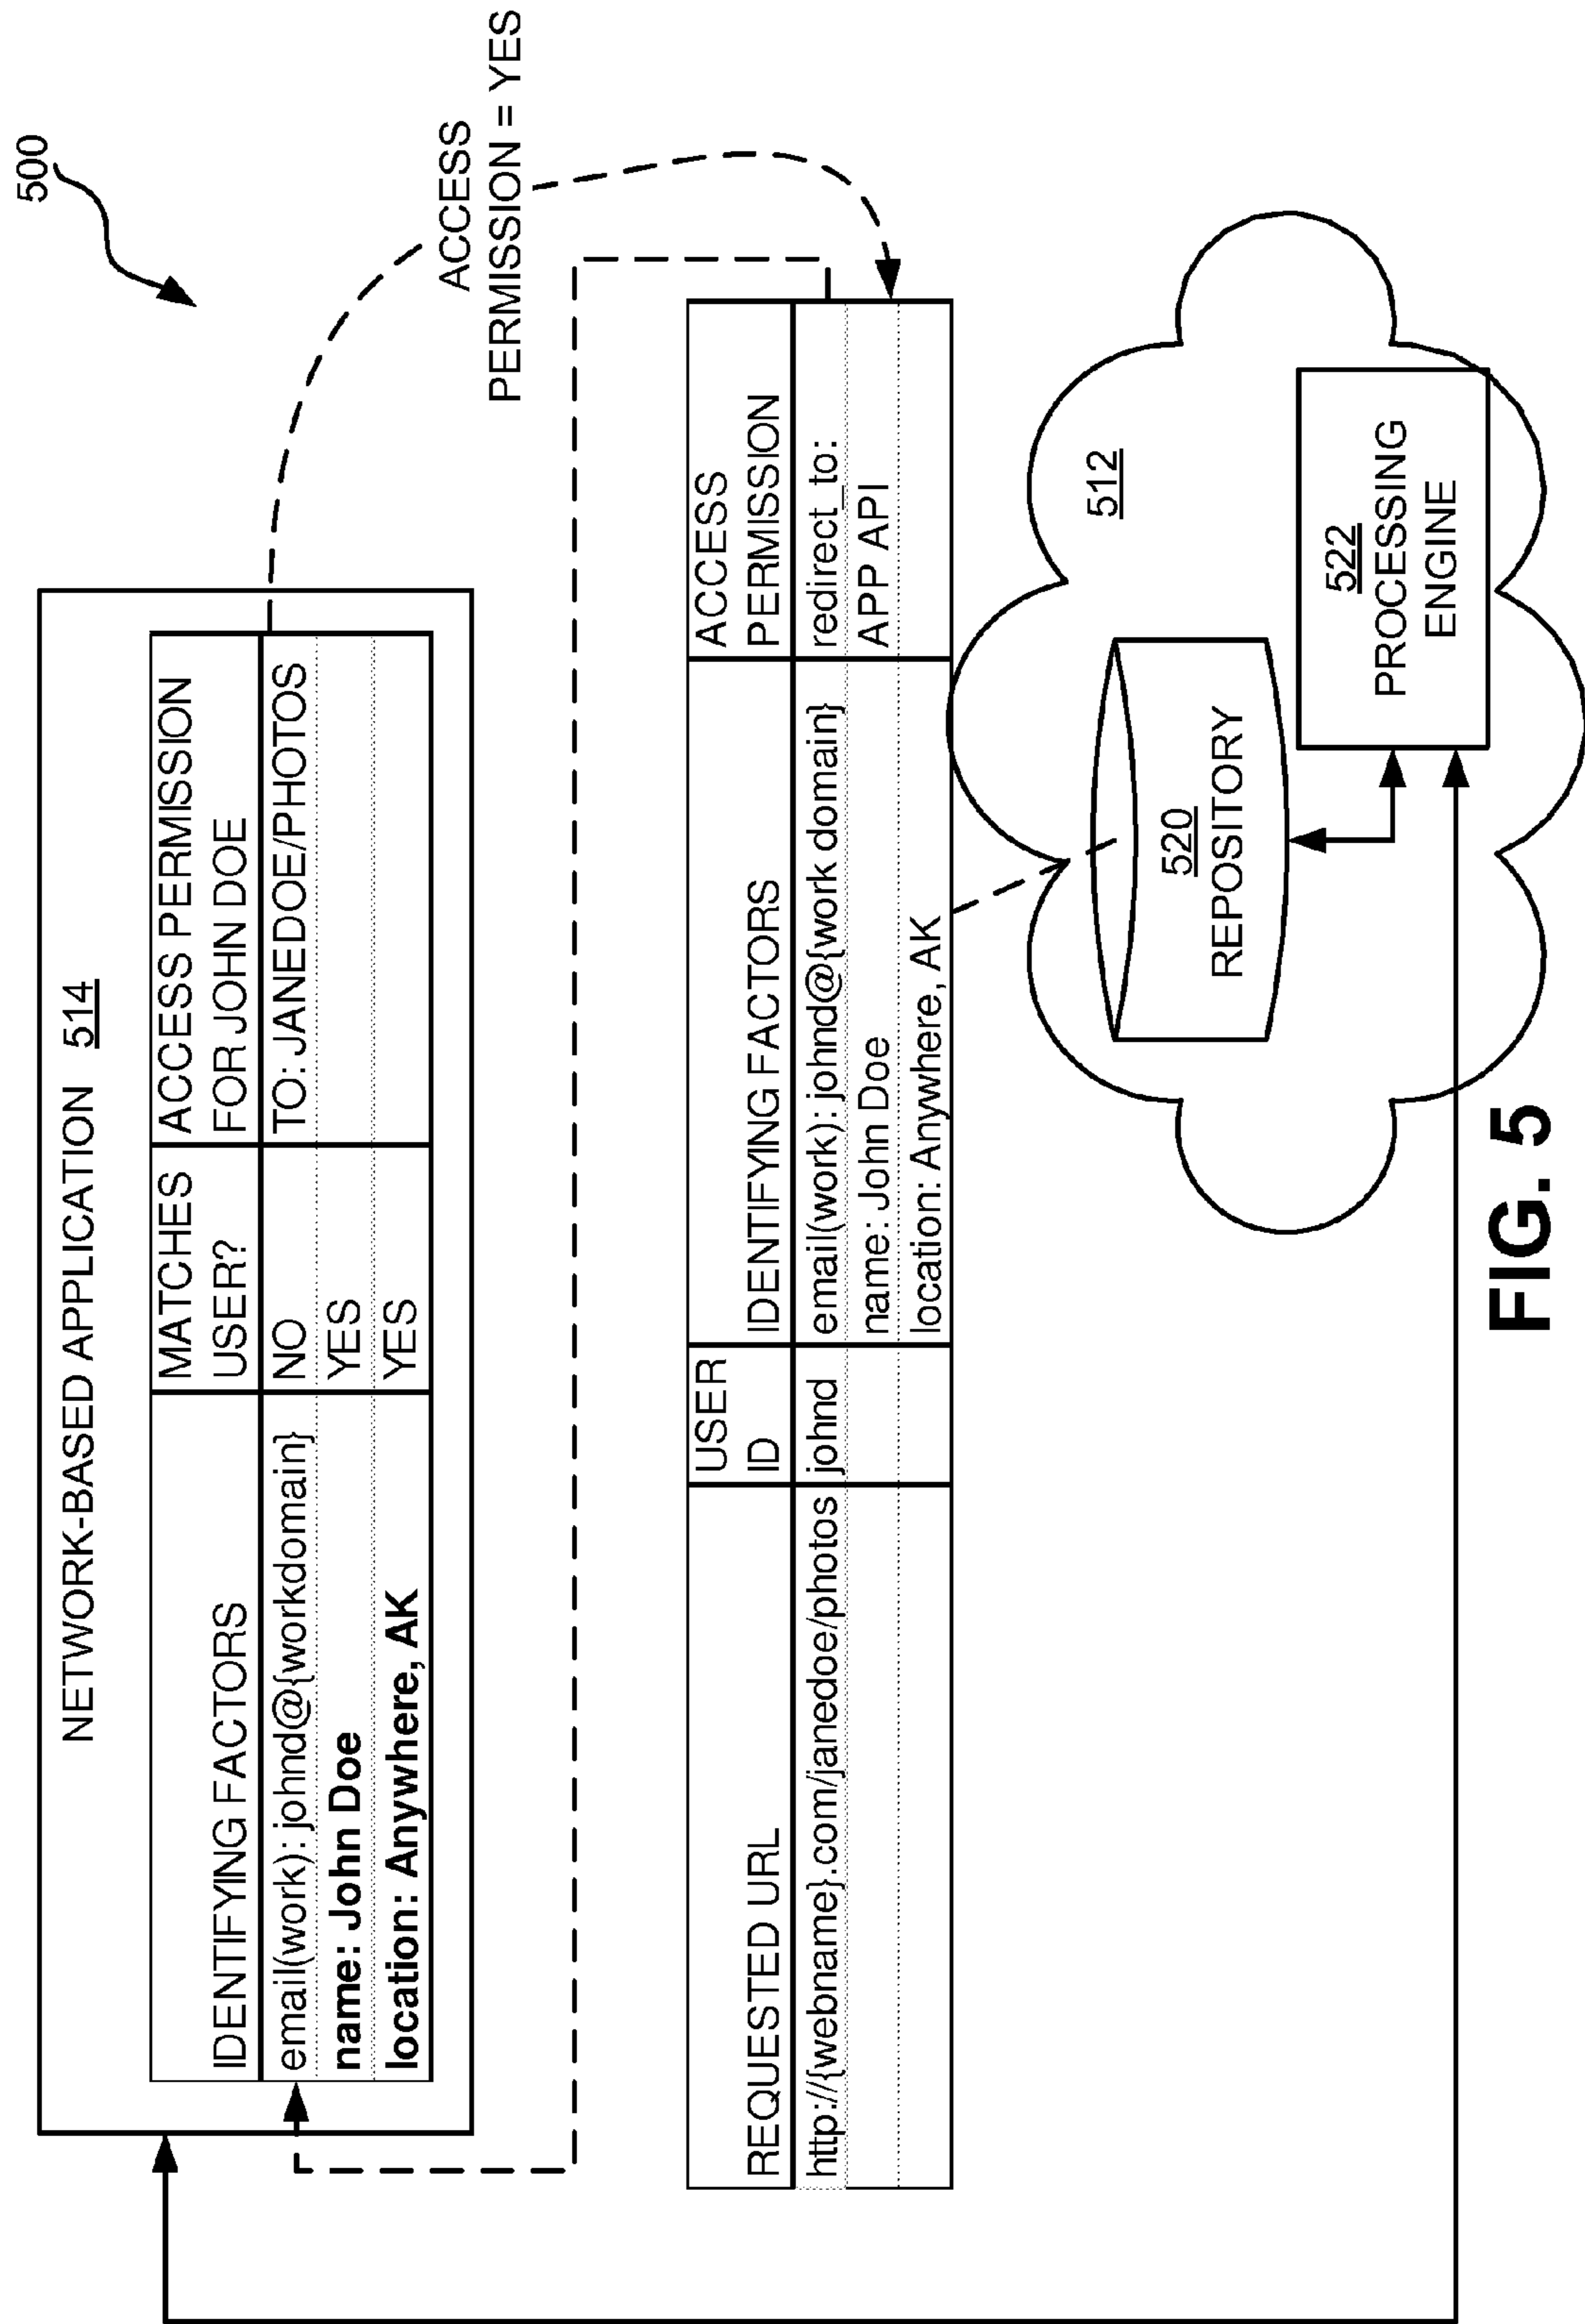 500
NETWORK-BASED APPLICATION 514
IDENTIFYING FACTORS
MATCHES
USER?
ACCESS PERMISSION
FOR JOHN DOE
email(work): johnd@{workdomain}
NO
TO: JANEDOE/PHOTOS
name: John Doe
YES
location: Anywhere, AK
YES
ACCESS
PERMISSION = YES
REQUESTED URL
USER
ID
IDENTIFYING FACTORS
ACCESS
PERMISSION
http://{webname}.com/janedoe/photos
johnd
email(work): johnd@{work domain}
redirect_to:
name: John Doe
APP API
location: Anywhere, AK
512
520
REPOSITORY
522
PROCESSING
ENGINE
FIG. 5